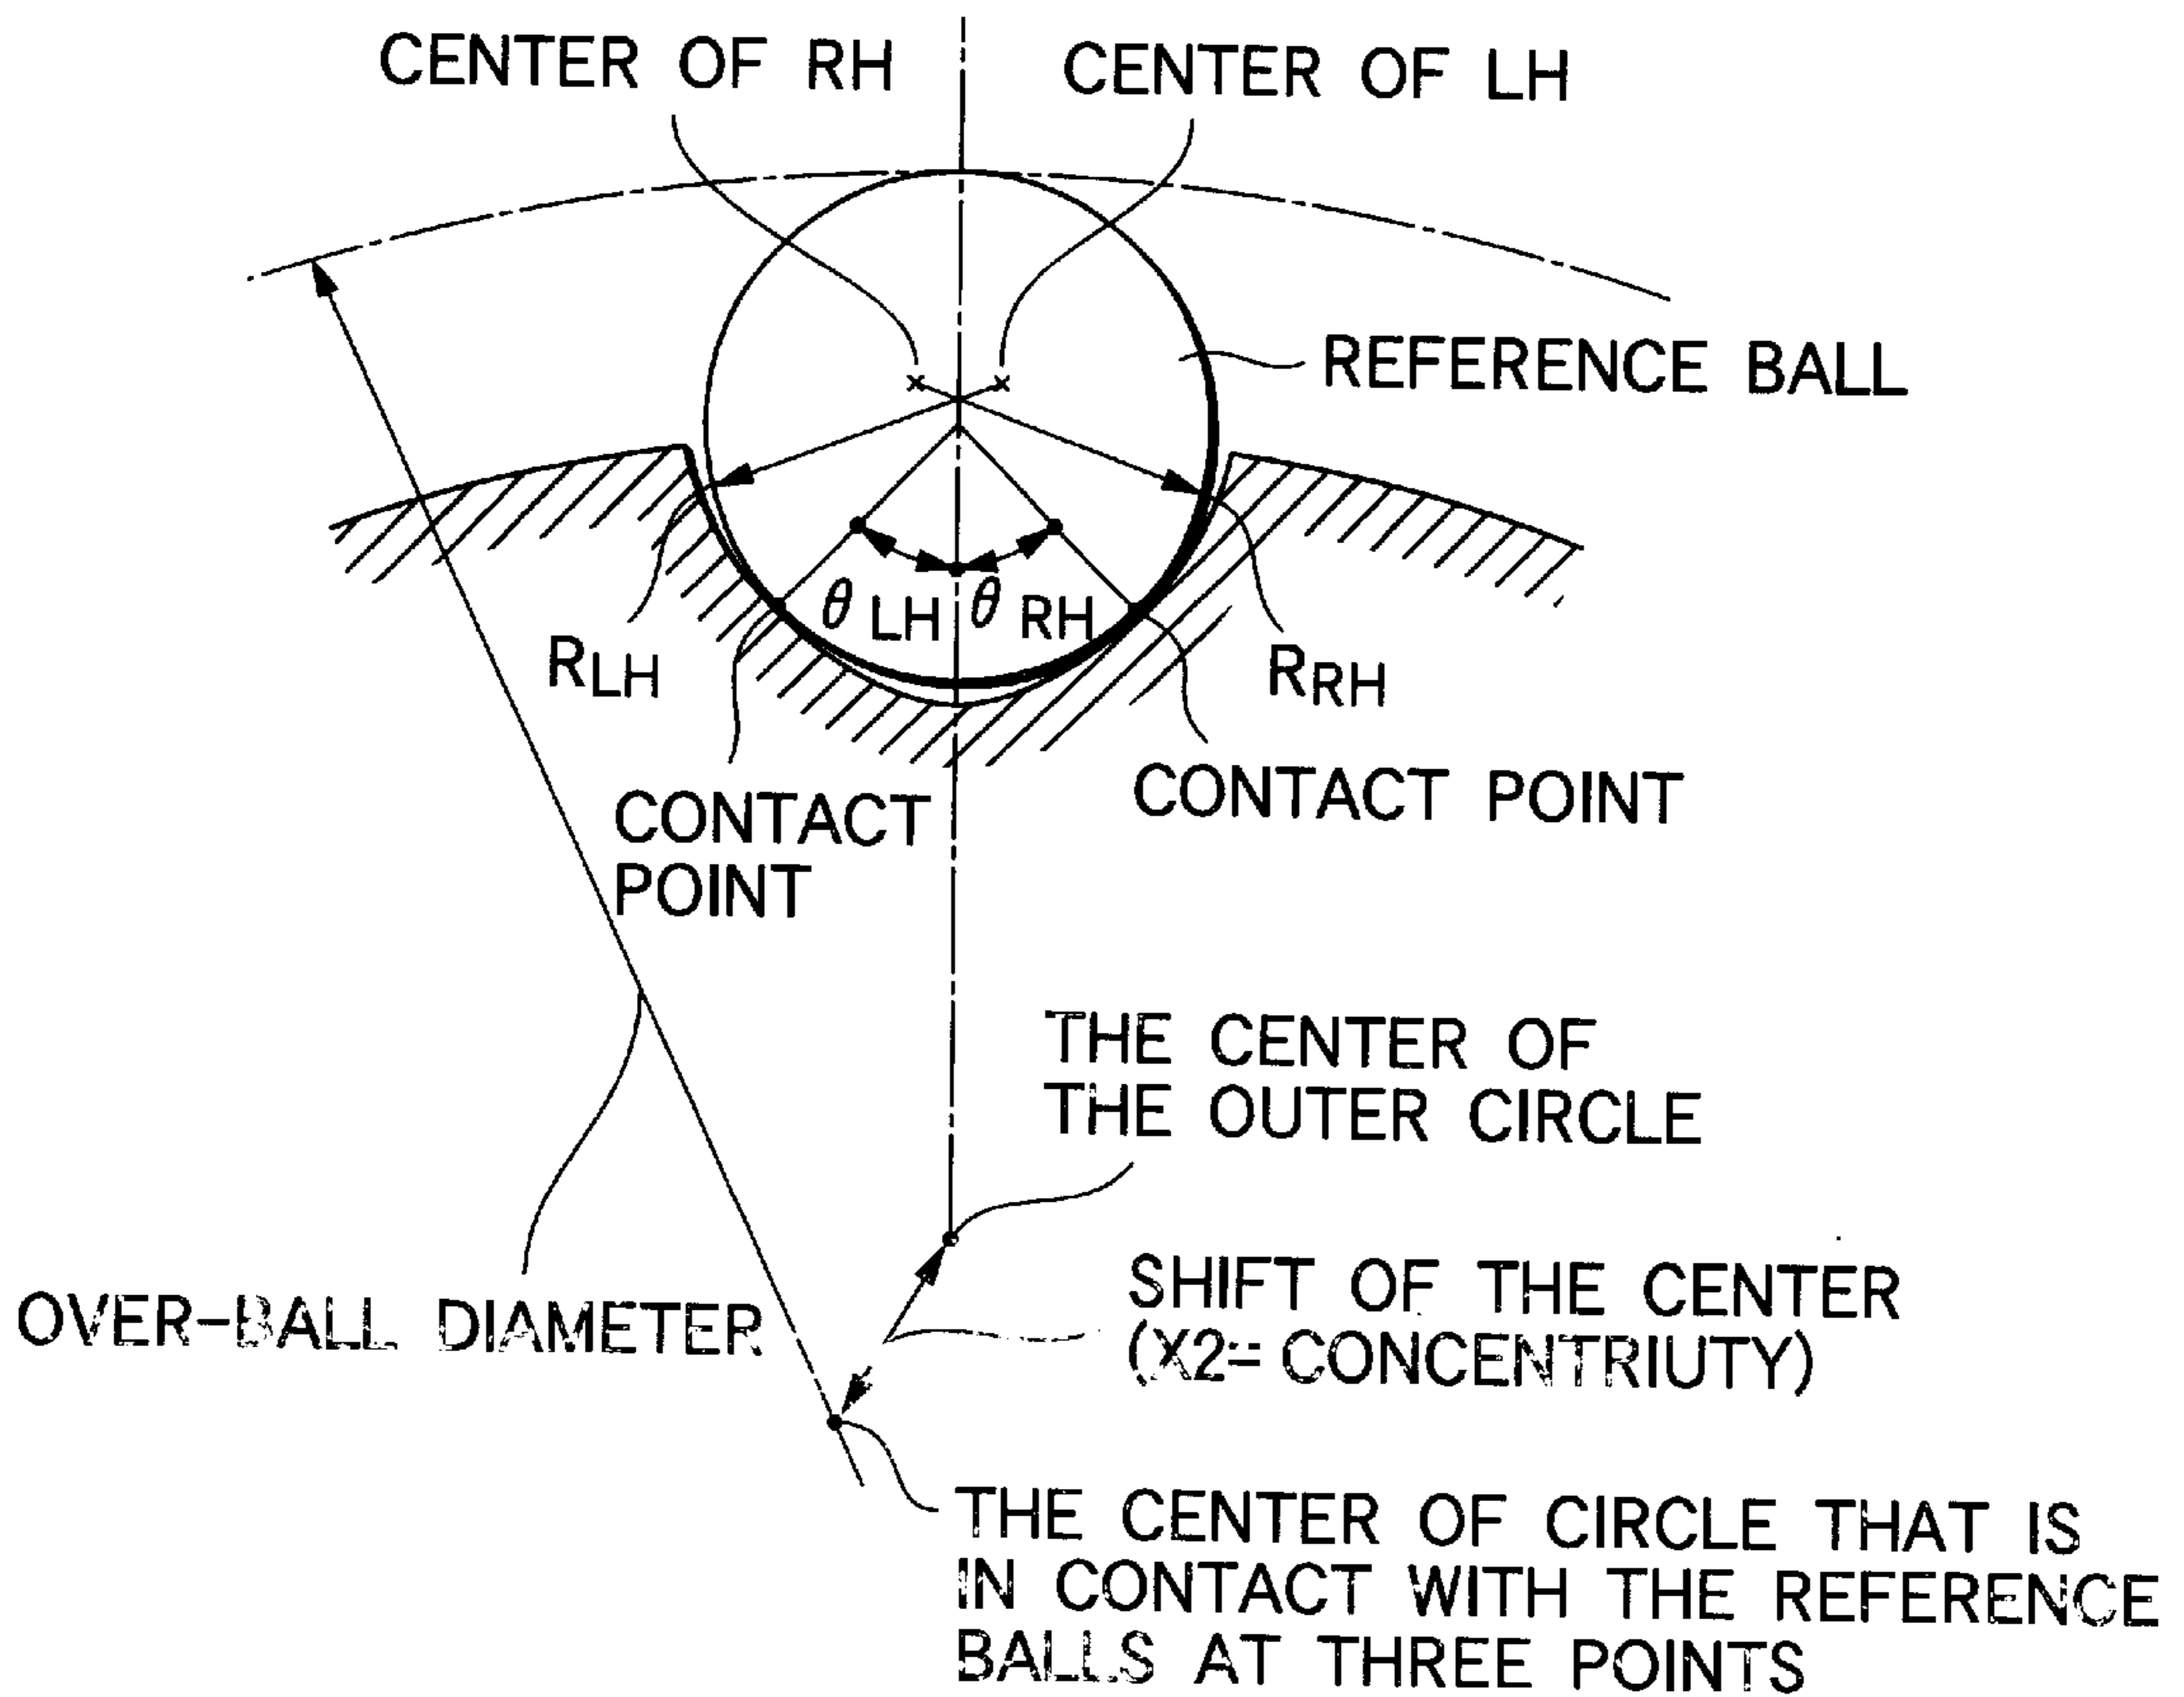 CENTER OF RH
CENTER OF LH
REFERENCE BALL
θ LH
θ RH
RLH
RRH
CONTACT POINT
CONTACT
POINT
THE CENTER OF
THE OUTER CIRCLE
OVER-BALL DIAMETER
SHIFT OF THE CENTER
(X2= CONCENTRIUTY)
THE CENTER OF CIRCLE THAT IS
IN CONTACT WITH THE REFERENCE
BALLS AT THREE POINTS